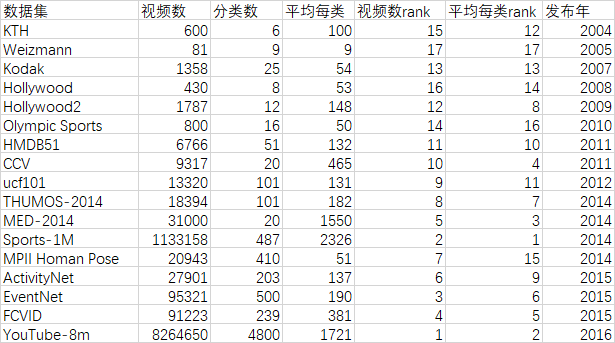 数据集 视频数 分类数 平均每类 视频数rank 平均每类rank 发布年
KTH 600 6 100 15 12 2004
Weizmann 81 9 9 17 17 2005
Kodak 1358 25 54 13 13 2007
Hollywood 430 8 53 16 14 2008
Hollywood2 1787 12 148 12 8 2009
Olympic Sports 800 16 50 14 16 2010
HMDB51 6766 51 132 11 10 2011
CCV 9317 20 465 10 4 2011
ucf101 13320 101 131 9 11 2012
THUMOS-2014 18394 101 182 8 7 2014
MED-2014 31000 20 1550 5 3 2014
Sports-1M 1133158 487 2326 2 1 2014
MPII Human Pose 20943 410 51 7 15 2014
ActivityNet 27901 203 137 6 9 2015
EventNet 95321 500 190 3 6 2015
FCVID 91223 239 381 4 5 2015
YouTube-8m 8264650 4800 1721 1 2 2016